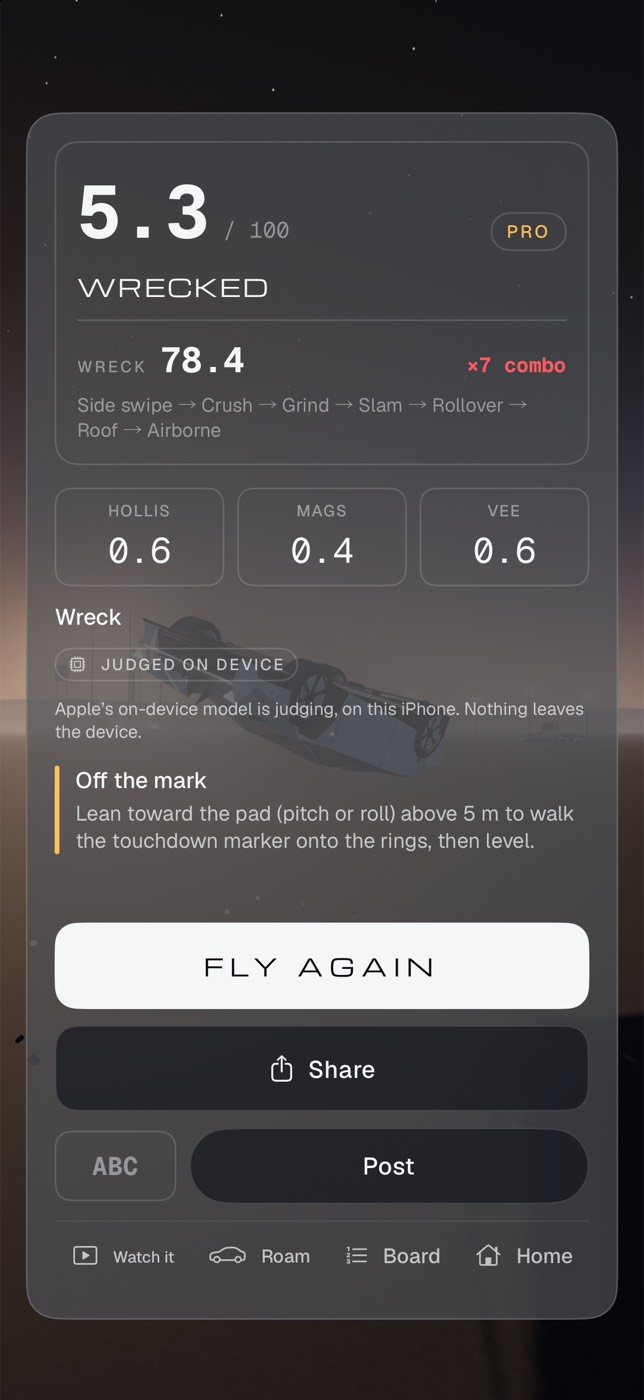 5.3 / 100
PRO
WRECKED
WRECK 78.4 ×7 combo
Side swipe → Crush → Grind → Slam → Rollover →
Roof → Airborne
HOLLIS MAGS VEE
0.6 0.4 0.6
Wreck
JUDGED ON DEVICE
Apple's on-device model is judging, on this iPhone. Nothing leaves
the device.
Off the mark
Lean toward the pad (pitch or roll) above 5 m to walk
the touchdown marker onto the rings, then level.
FLY AGAIN
Share
ABC Post
Watch it Roam Board Home